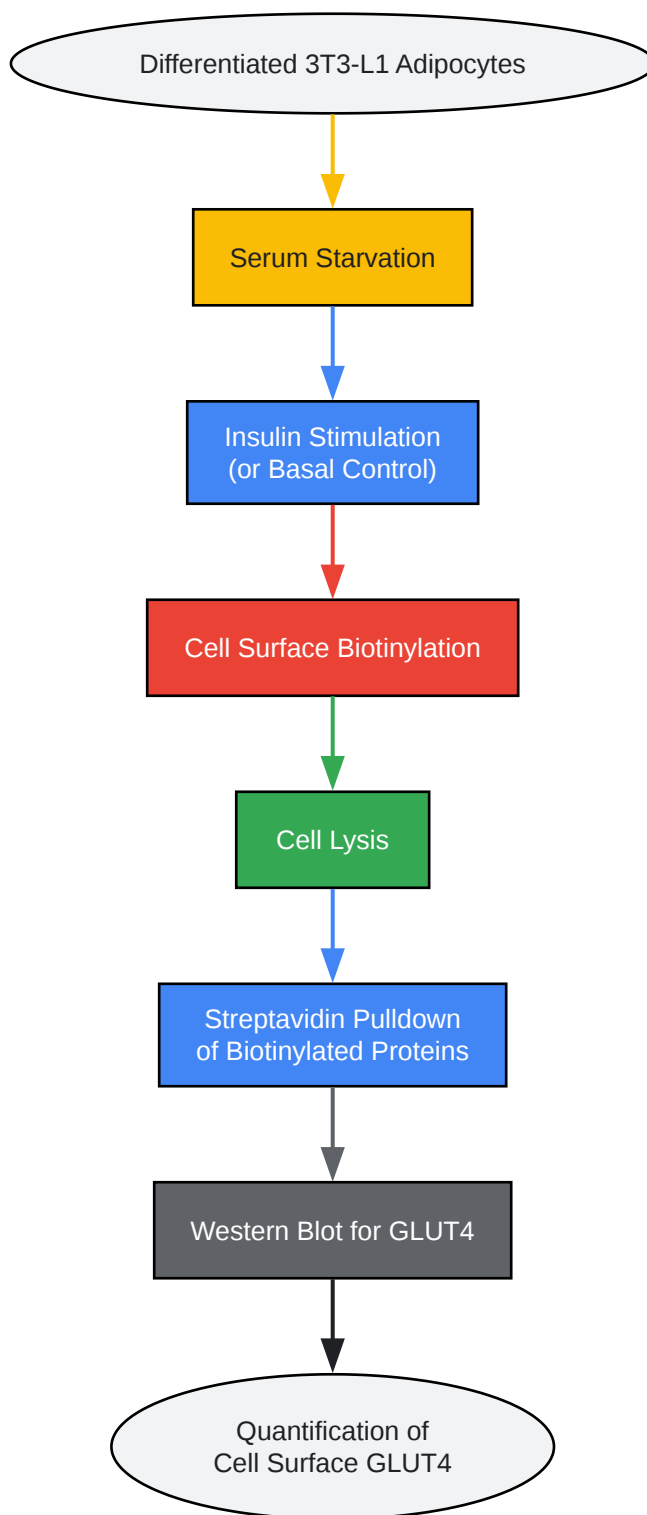 Differentiated 3T3-L1 Adipocytes
Serum Starvation
Insulin Stimulation
(or Basal Control)
Cell Surface Biotinylation
Cell Lysis
Streptavidin Pulldown
of Biotinylated Proteins
Western Blot for GLUT4
Quantification of
Cell Surface GLUT4